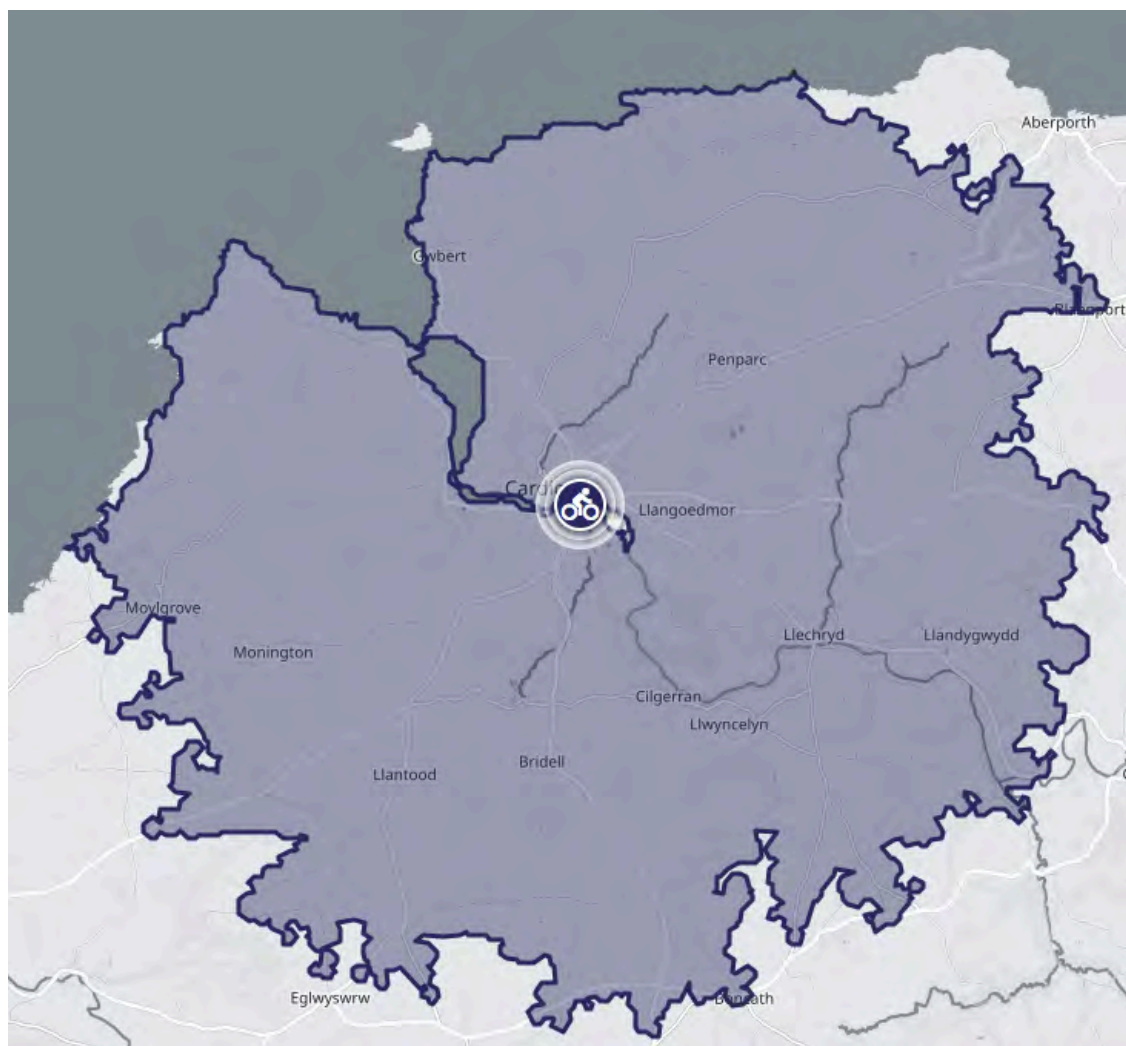 Aberporth
Gwbert
Penparc
Llangoedmor
Moylgrove
Monington
Llechryd
Llandygwydd
Cilgerran
Llwyncelyn
Bridell
Llantood
Eglwyswrw